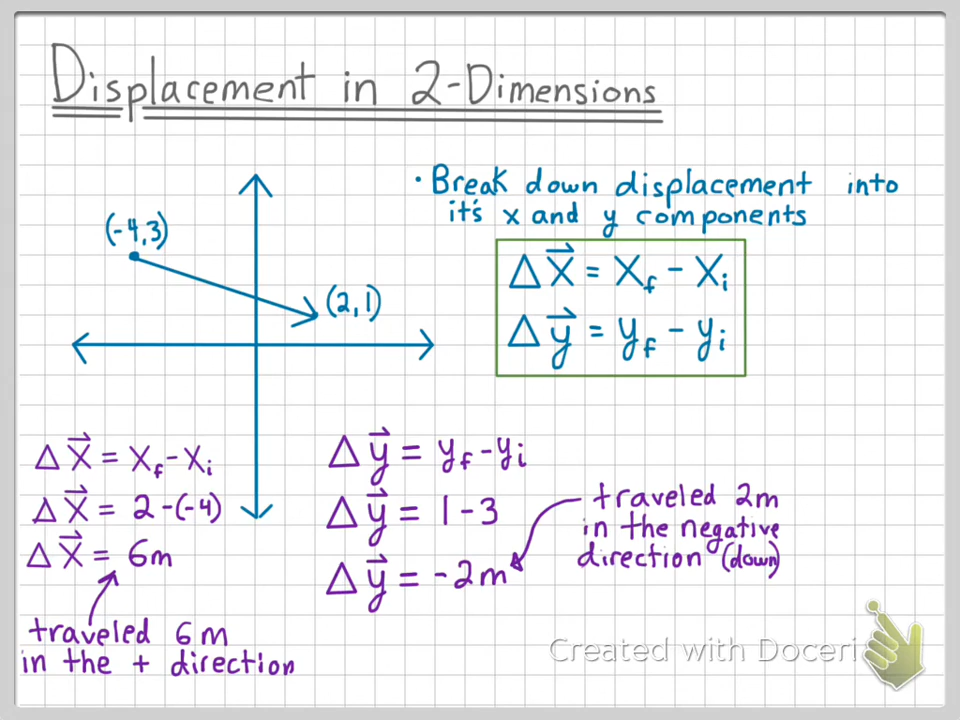 Displacement in 2-Dimensions
• Break down displacement into
it's x and y components
(-4,3)
(2,1)
Δx⃗ = xf - xi
Δy⃗ = yf - yi
Δx⃗ = xf - xi
Δx⃗ = 2 -(-4)
Δx⃗ = 6m
traveled 6m
in the + direction
Δy⃗ = yf - yi
Δy⃗ = 1 - 3
Δy⃗ = -2m
traveled 2m
in the negative
direction (down)
Created with Doceri